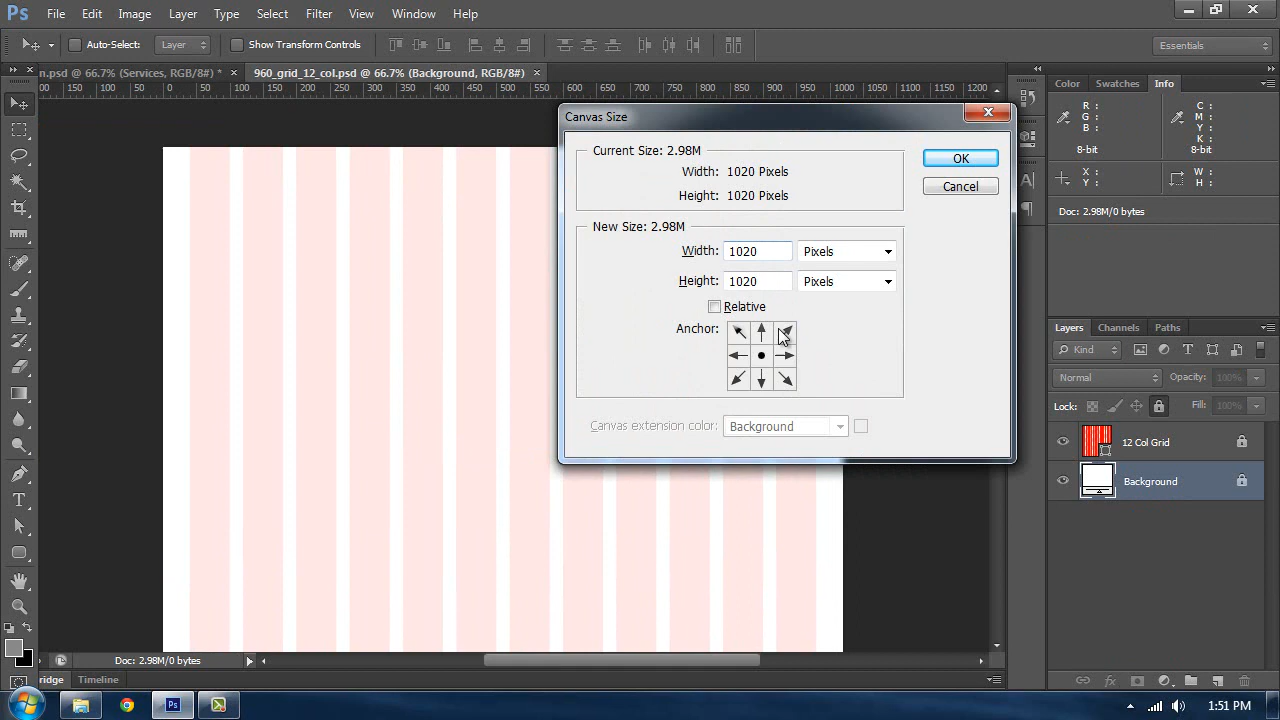 Ps File Edit Image Layer Type Select Filter View Window Help
Auto-Select: Layer Show Transform Controls Essentials
n.psd @ 66.7% (Services, RGB/8#) * × 960_grid_12_col.psd @ 66.7% (Background, RGB/8#) ×
150 100 50 0 50 100 150 200 250 300 350 400 450 500 550 600 650 700 750 800 850 900 950 1000 1050 1100 1150 1200
Canvas Size
Current Size: 2.98M
Width: 1020 Pixels
Height: 1020 Pixels
New Size: 2.98M
Width: 1020 Pixels
Height: 1020 Pixels
Relative
Anchor:
Canvas extension color: Background
OK
Cancel
Color Swatches Info
R : C :
G : M :
B : Y :
K :
8-bit 8-bit
X : W :
Y : H :
Doc: 2.98M/0 bytes
Layers Channels Paths
Kind
Normal Opacity: 100%
Lock: Fill: 100%
12 Col Grid
Background
Doc: 2.98M/0 bytes
ridge Timeline
Ps 1:51 PM